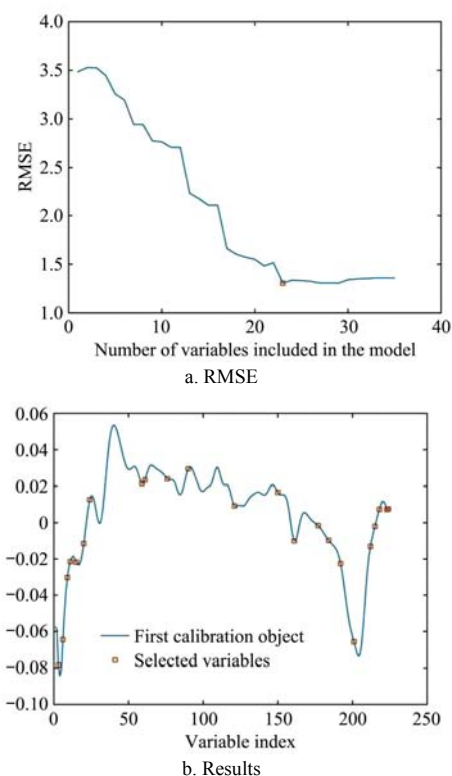 4.0
3.5
3.0
2.5
2.0
1.5
1.0
RMSE
0 10 20 30 40
Number of variables included in the model
a. RMSE
0.06
0.04
0.02
0
−0.02
−0.04
−0.06
−0.08
−0.10
First calibration object
Selected variables
0 50 100 150 200 250
Variable index
b. Results